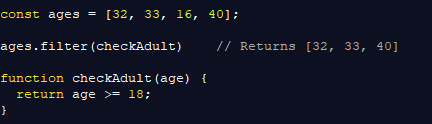 const ages = [32, 33, 16, 40];
ages.filter(checkAdult)    // Returns [32, 33, 40]
function checkAdult(age) {
  return age >= 18;
}